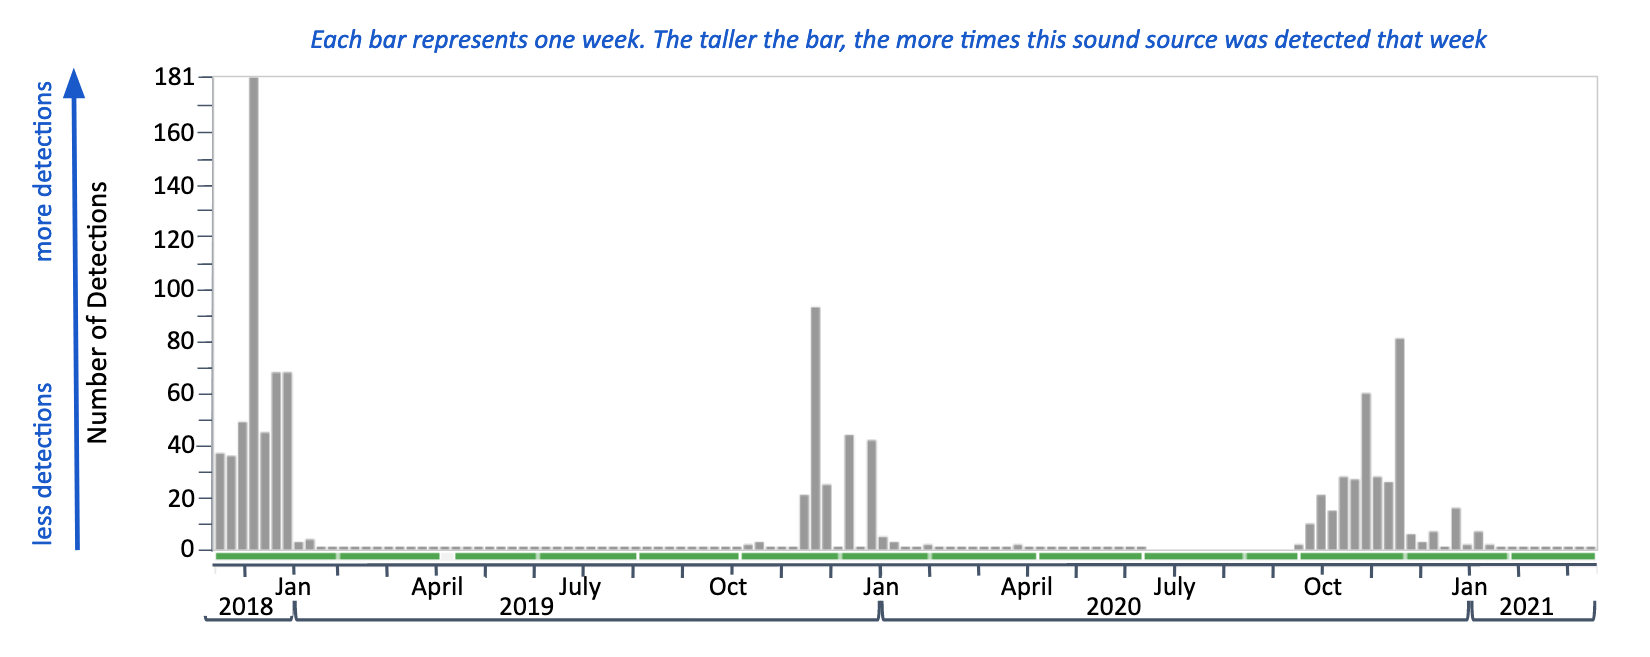 Each bar represents one week. The taller the bar, the more times this sound source was detected that week
more detections
less detections
Number of Detections
181
160
140
120
100
80
60
40
20
0
Jan April July Oct Jan April July Oct Jan
2018 2019 2020 2021